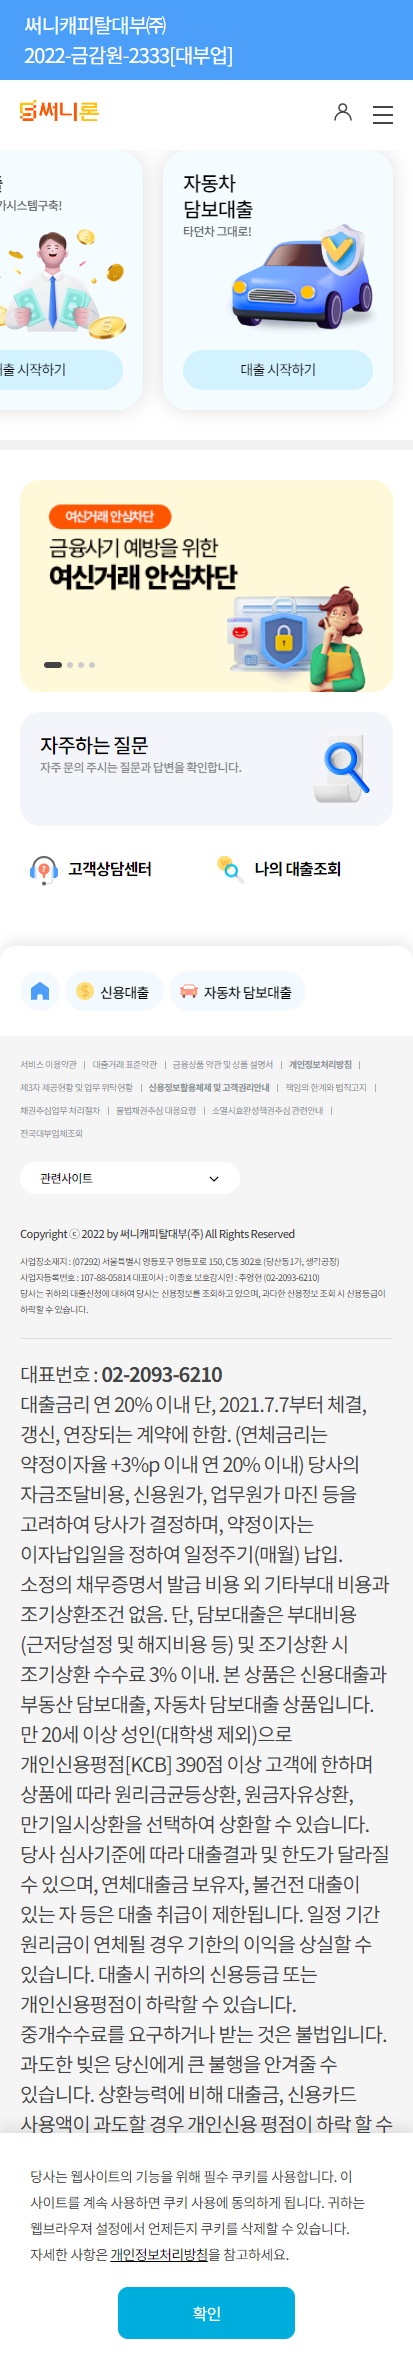 써니캐피탈대부㈜
2022-금감원-2333[대부업]
써니론
자동차
담보대출
타던차 그대로!
대출 시작하기
시작하기
여신거래 안심차단
금융사기 예방을 위한
여신거래 안심차단
자주하는 질문
자주 문의 주시는 질문과 답변을 확인합니다.
고객상담센터
나의 대출조회
신용대출
자동차 담보대출
서비스 이용약관 | 대출거래 표준약관 | 금융상품 약관 및 상품 설명서 | 개인정보처리방침 |
제3자 제공현황 및 업무 위탁현황 | 신용정보활용체제 및 고객권리안내 | 책임의 한계와 법적고지 |
채권추심업무 처리절차 | 불법채권추심 대응요령 | 소멸시효완성채권추심 관련안내 |
전국대부업체조회
관련사이트
Copyright ⓒ 2022 by 써니캐피탈대부(주) All Rights Reserved
사업장소재지 : (07292) 서울특별시 영등포구 영등포로 150, C동 302호 (당산동1가, 생각공장)
사업자등록번호 : 107-88-05814 대표이사 : 이종호 보호감시인 : 주영현 (02-2093-6210)
당사는 귀하의 대출신청에 대하여 당사는 신용정보를 조회하고 있으며, 과다한 신용정보 조회 시 신용등급이
하락할 수 있습니다.
대표번호 : 02-2093-6210
대출금리 연 20% 이내 단, 2021.7.7부터 체결,
갱신, 연장되는 계약에 한함. (연체금리는
약정이자율 +3%p 이내 연 20% 이내) 당사의
자금조달비용, 신용원가, 업무원가 마진 등을
고려하여 당사가 결정하며, 약정이자는
이자납입일을 정하여 일정주기(매월) 납입.
소정의 채무증명서 발급 비용 외 기타부대 비용과
조기상환조건 없음. 단, 담보대출은 부대비용
(근저당설정 및 해지비용 등) 및 조기상환 시
조기상환 수수료 3% 이내. 본 상품은 신용대출과
부동산 담보대출, 자동차 담보대출 상품입니다.
만 20세 이상 성인(대학생 제외)으로
개인신용평점[KCB] 390점 이상 고객에 한하며
상품에 따라 원리금균등상환, 원금자유상환,
만기일시상환을 선택하여 상환할 수 있습니다.
당사 심사기준에 따라 대출결과 및 한도가 달라질
수 있으며, 연체대출금 보유자, 불건전 대출이
있는 자 등은 대출 취급이 제한됩니다. 일정 기간
원리금이 연체될 경우 기한의 이익을 상실할 수
있습니다. 대출시 귀하의 신용등급 또는
개인신용평점이 하락할 수 있습니다.
중개수수료를 요구하거나 받는 것은 불법입니다.
과도한 빚은 당신에게 큰 불행을 안겨줄 수
있습니다. 상환능력에 비해 대출금, 신용카드
사용액이 과도할 경우 개인신용 평점이 하락 할 수
당사는 웹사이트의 기능을 위해 필수 쿠키를 사용합니다. 이
사이트를 계속 사용하면 쿠키 사용에 동의하게 됩니다. 귀하는
웹브라우져 설정에서 언제든지 쿠키를 삭제할 수 있습니다.
자세한 사항은 개인정보처리방침을 참고하세요.
확인